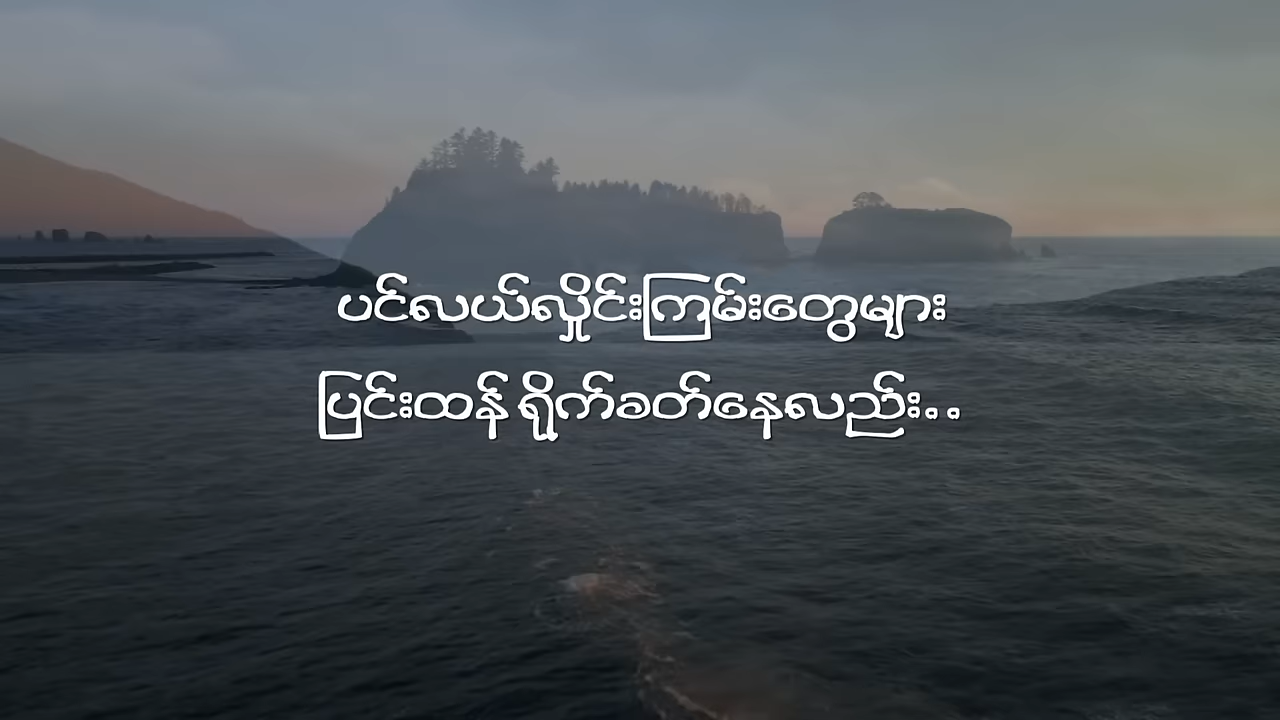 ပင်လယ်လှိုင်းကြမ်းတွေများ
ပြင်းထန် ရိုက်ခတ်နေလည်း..